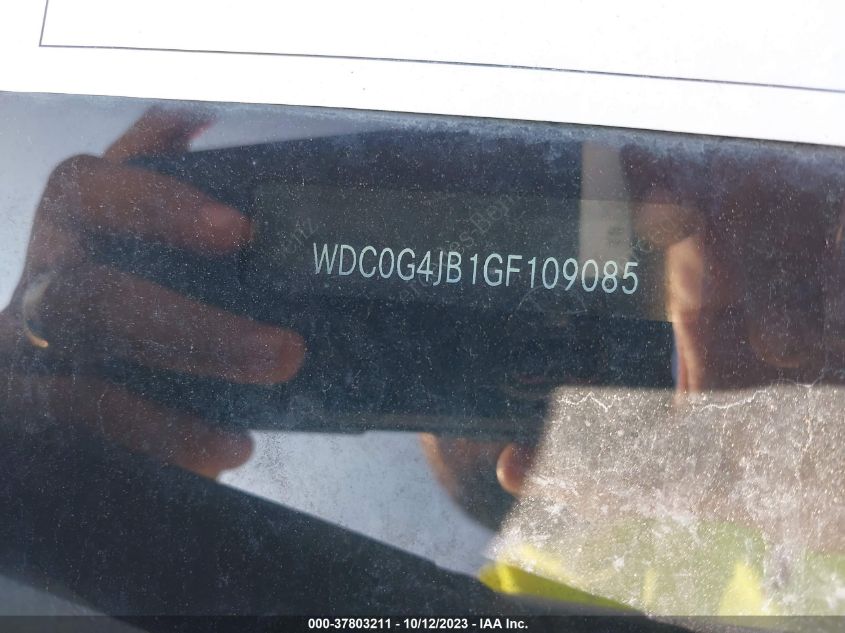 WDC0G4JB1GF109085
000-37803211 - 10/12/2023 - IAA Inc.